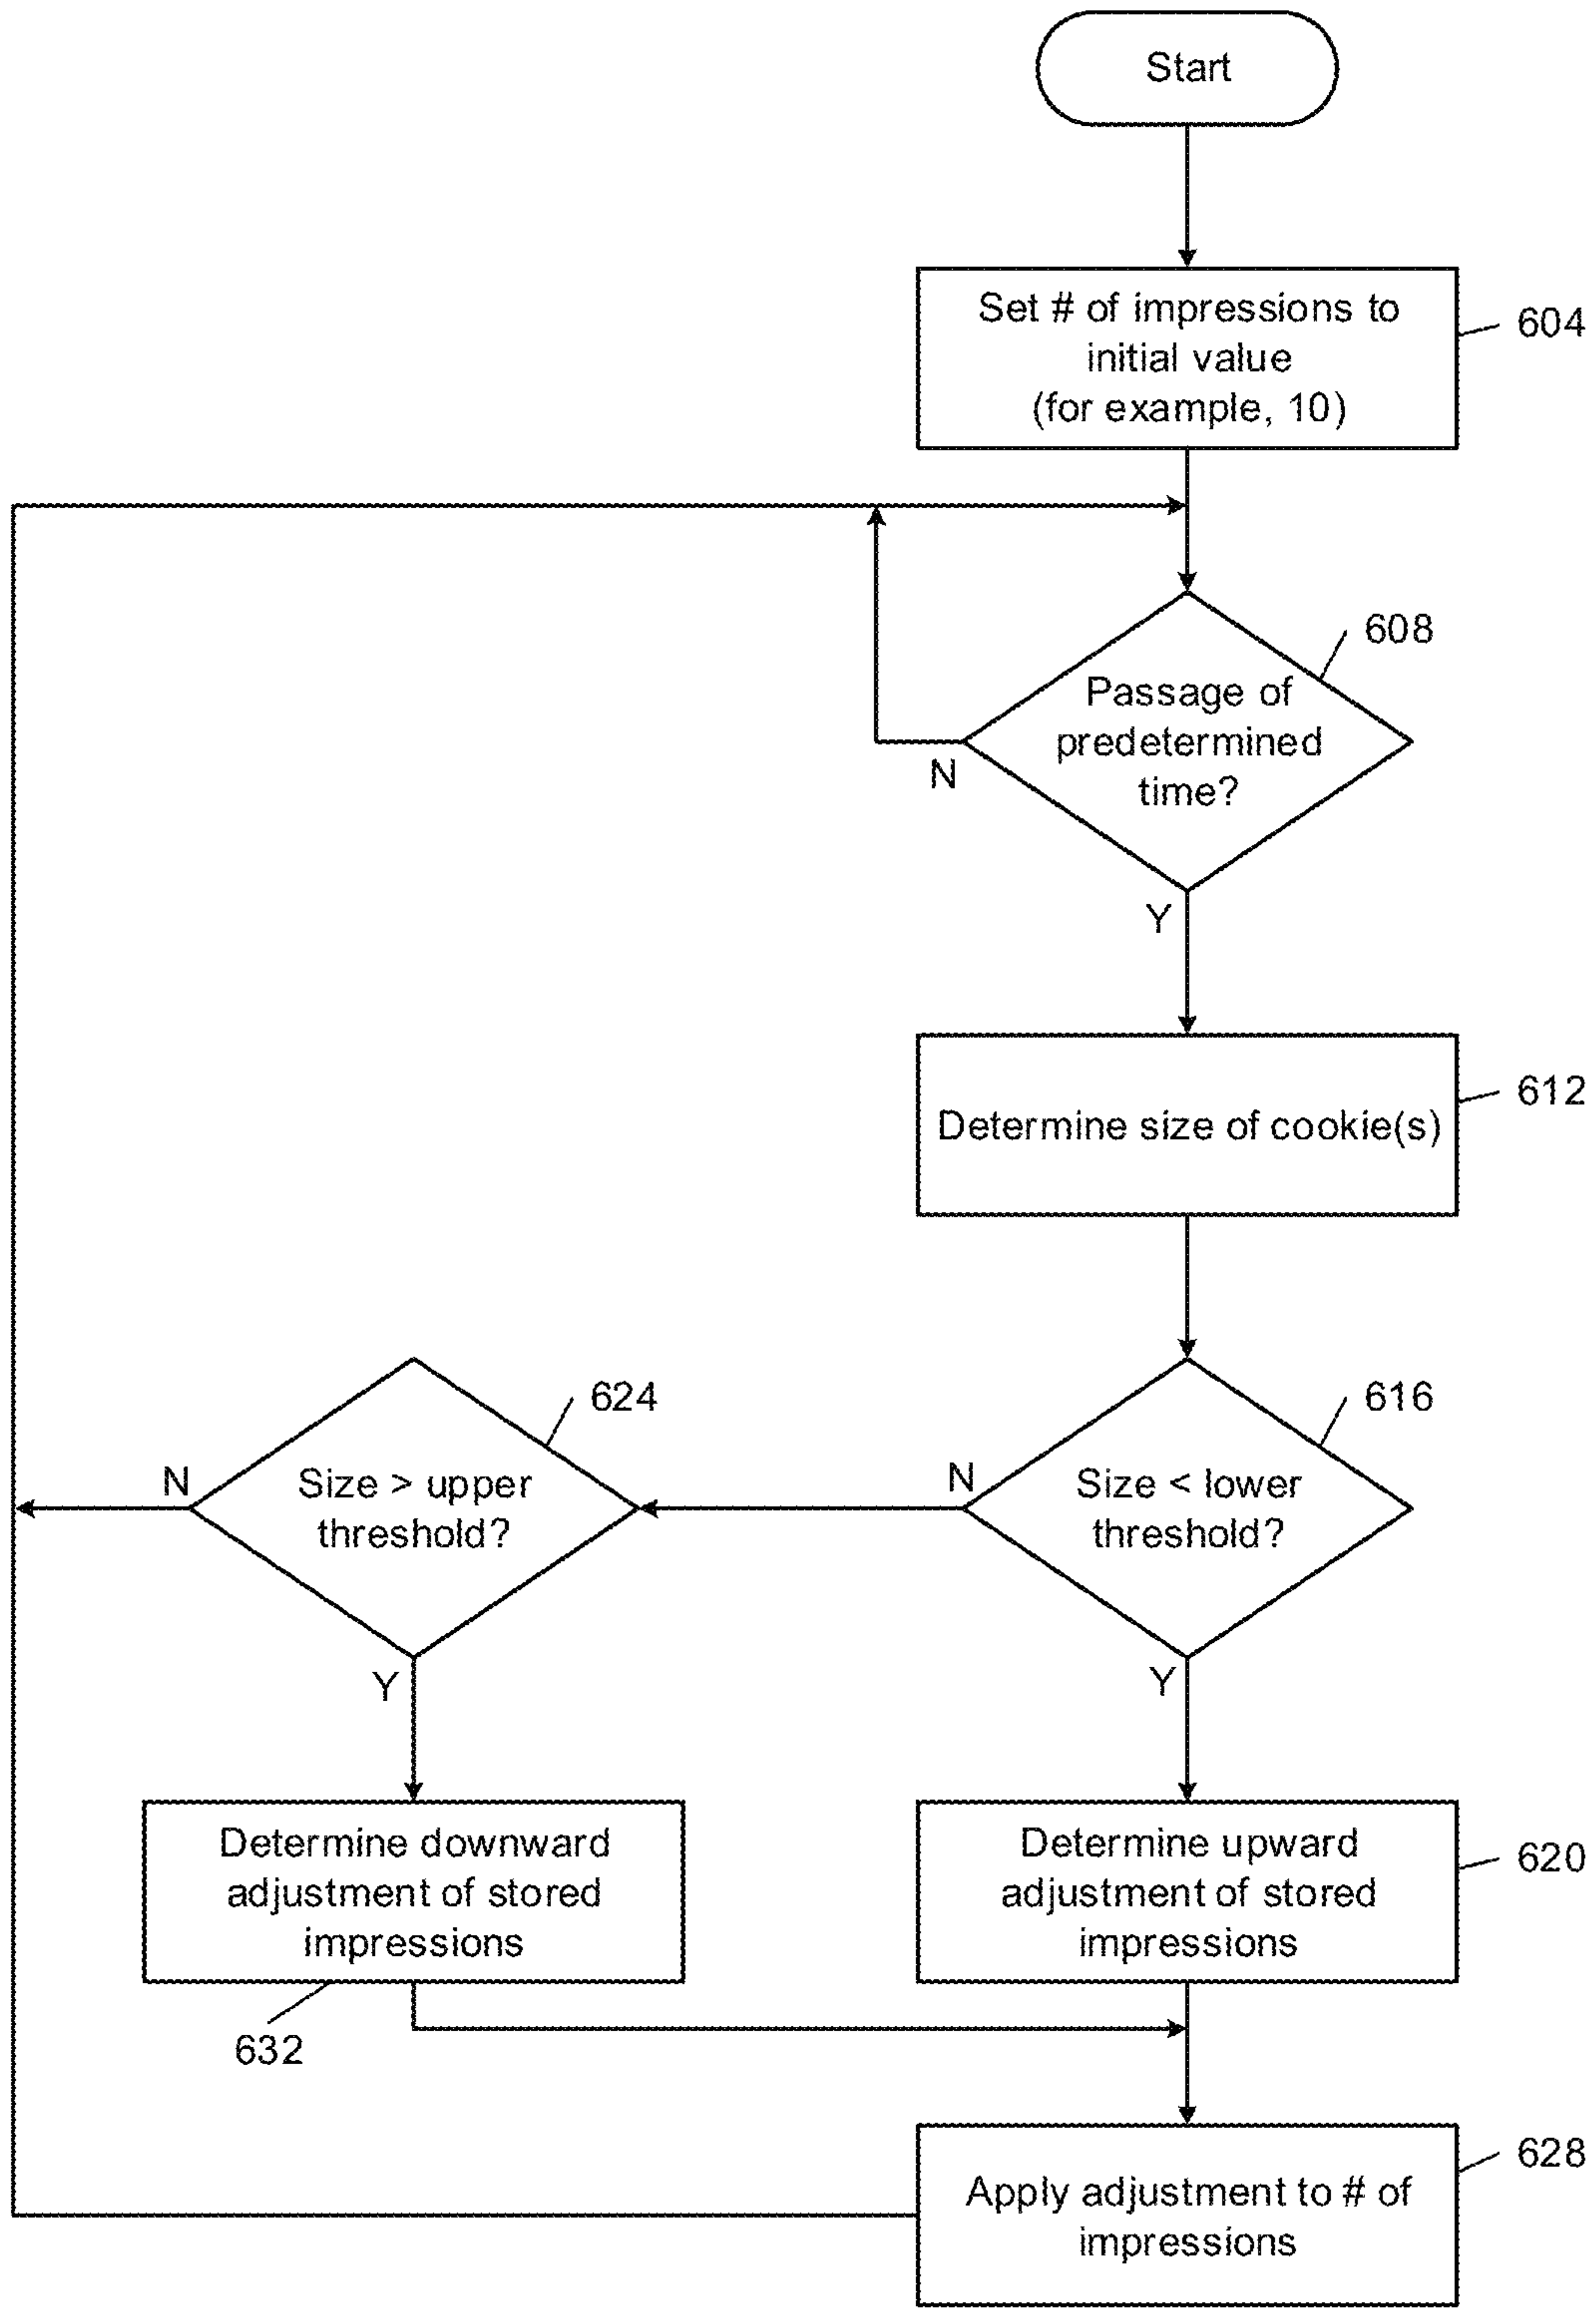 Start
Set # of impressions to
initial value
(for example, 10)
604
608
Passage of
predetermined
time?
N
Y
612
Determine size of cookie(s)
624
616
N
Size > upper
threshold?
N
Size < lower
threshold?
Y
Y
Determine downward
adjustment of stored
impressions
632
Determine upward
adjustment of stored
impressions
620
628
Apply adjustment to # of
impressions